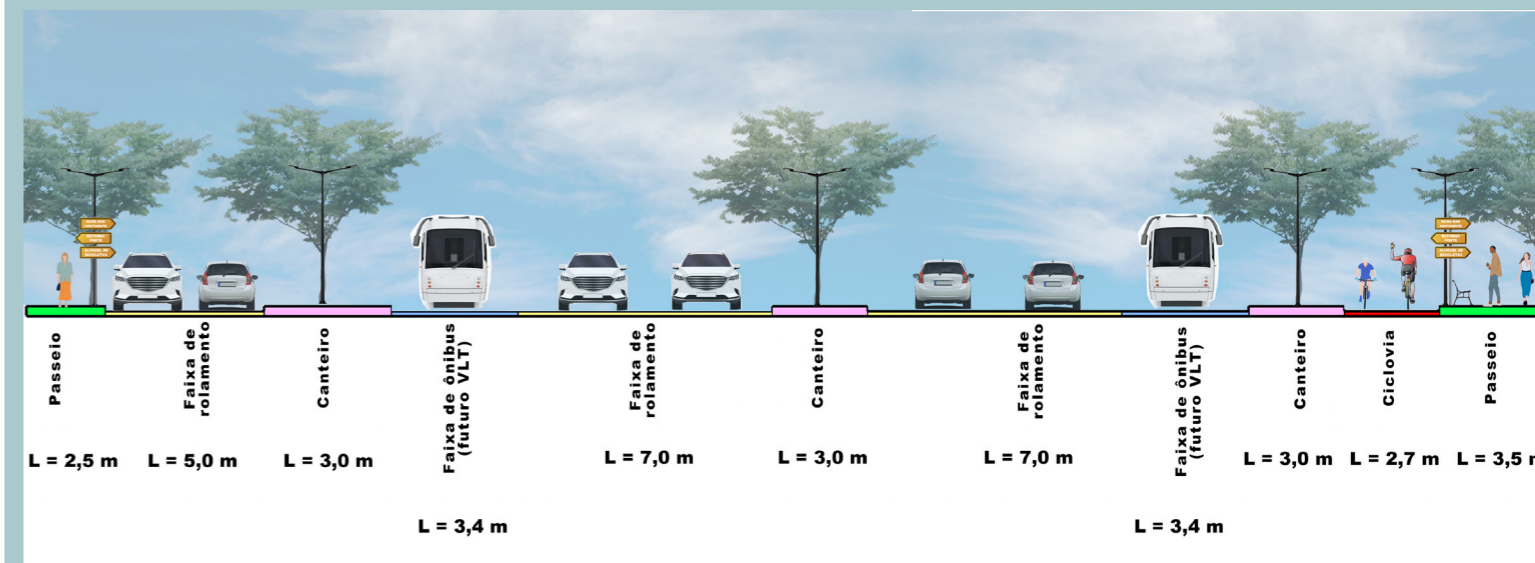 Passeio
Faixa de
rolamento
Canteiro
Faixa de ônibus
(futuro VLT)
Faixa de
rolamento
Canteiro
Faixa de
rolamento
Faixa de ônibus
(futuro VLT)
Canteiro
Ciclovia
Passeio
L = 2,5 m
L = 5,0 m
L = 3,0 m
L = 7,0 m
L = 3,0 m
L = 7,0 m
L = 3,0 m
L = 2,7 m
L = 3,5 m
L = 3,4 m
L = 3,4 m